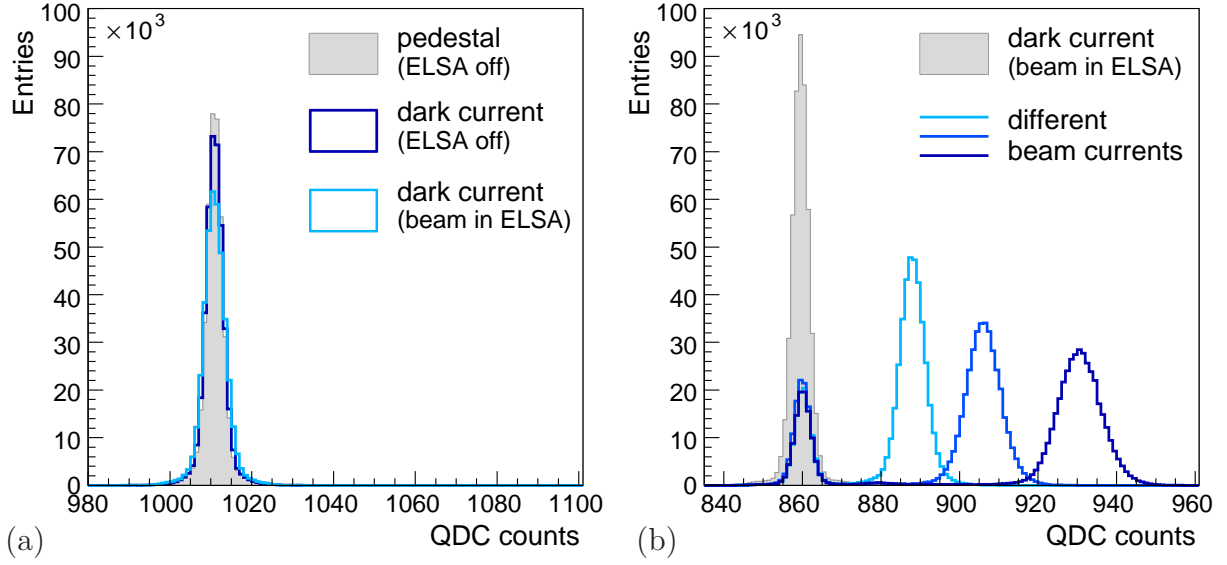 Entries
×10³
100
90
80
70
60
50
40
30
20
10
0
980
1000
1020
1040
1060
1080
1100
QDC counts
pedestal
(ELSA off)
dark current
(ELSA off)
dark current
(beam in ELSA)
(a)
Entries
×10³
100
90
80
70
60
50
40
30
20
10
0
840
860
880
900
920
940
960
QDC counts
dark current
(beam in ELSA)
different
beam currents
(b)